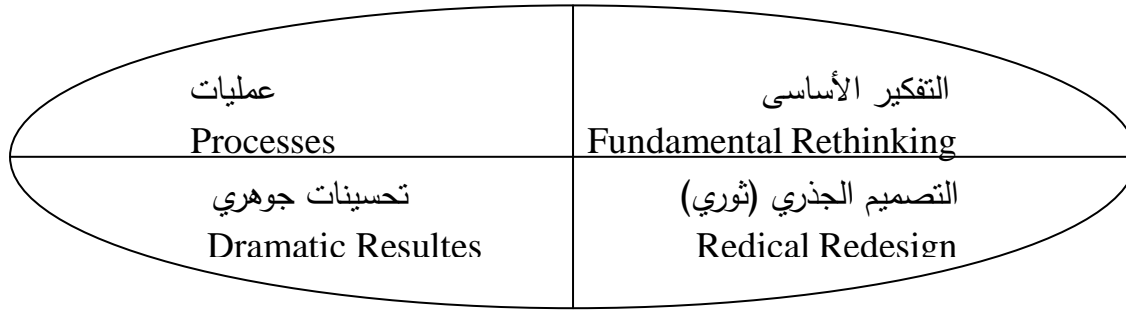 التفكير الأساسى
Fundamental Rethinking
عمليات
Processes
التصميم الجذري (ثوري)
Redical Redesign
تحسينات جوهري
Dramatic Resultes